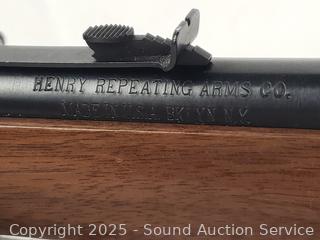 HENRY REPEATING ARMS CO.
MADE IN U.S.A. BKLYN N.Y.
Copyright © 2025 - Sound Auction Service